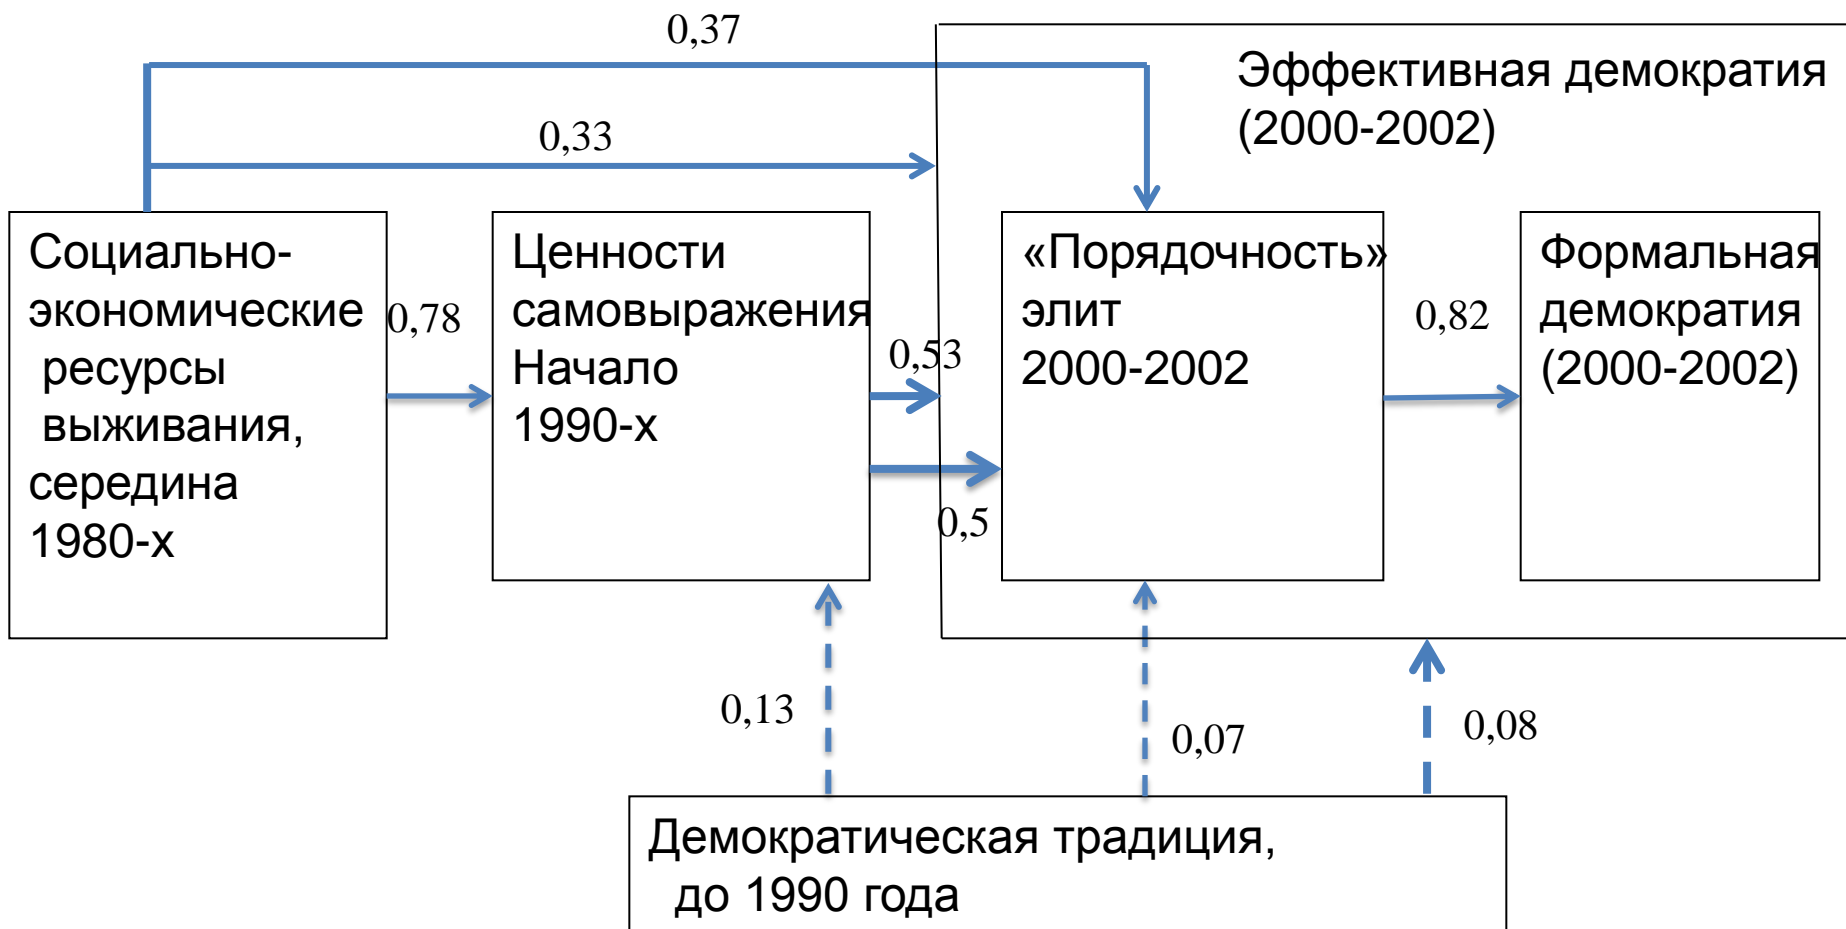 0,37
Эффективная демократия
(2000-2002)
0,33
Социально-
экономические
ресурсы
выживания,
середина
1980-х
0,78
Ценности
самовыражения
Начало
1990-х
0,53
0,5
«Порядочность»
элит
2000-2002
0,82
Формальная
демократия
(2000-2002)
0,13
0,07
0,08
Демократическая традиция,
до 1990 года